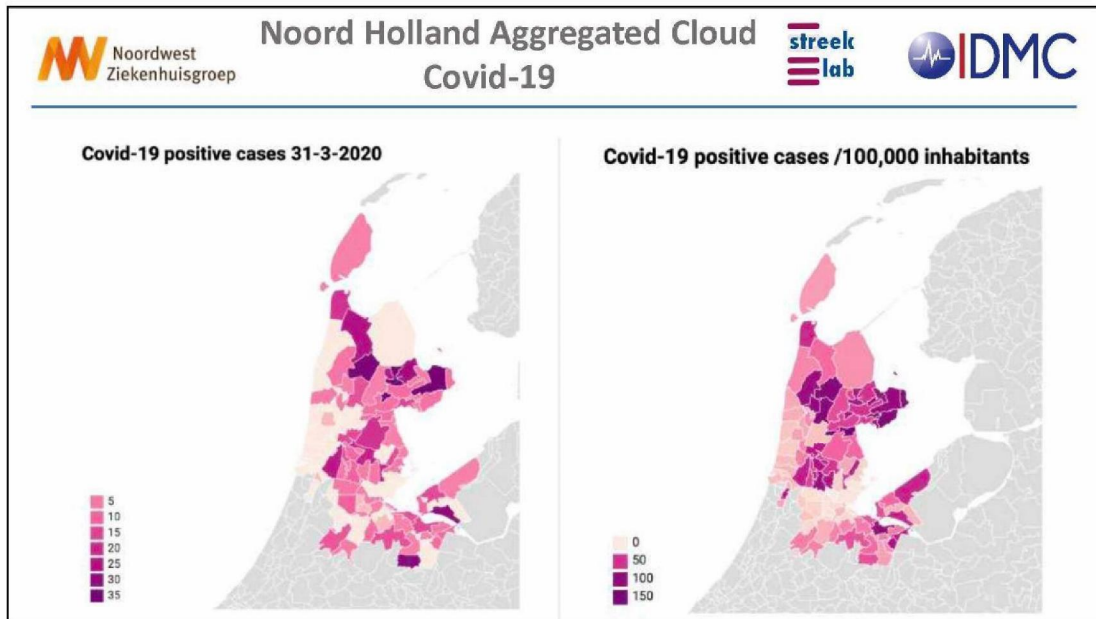 Noordwest
Ziekenhuisgroep
Noord Holland Aggregated Cloud
Covid-19
streek
lab
IDMC
Covid-19 positive cases 31-3-2020
Covid-19 positive cases /100,000 inhabitants
5
10
15
20
25
30
35
0
50
100
150